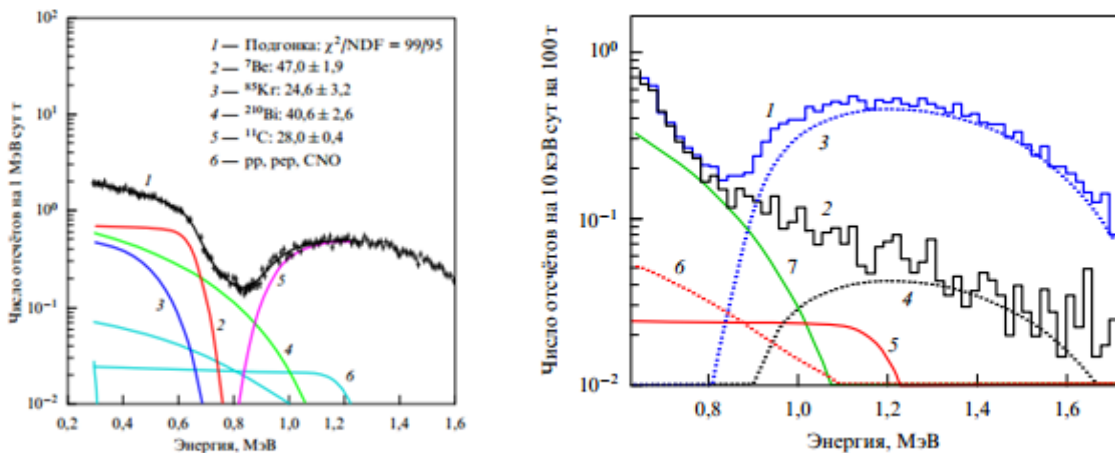 10²
1 — Подгонка: χ²/NDF = 99/95
2 — ⁷Be: 47,0 ± 1,9
3 — ⁸⁵Kr: 24,6 ± 3,2
4 — ²¹⁰Bi: 40,6 ± 2,6
5 — ¹¹C: 28,0 ± 0,4
6 — pp, pep, CNO
10¹
10⁰
10⁻¹
10⁻²
Число отсчётов на 1 МэВ сут т
1
2
3
4
5
6
0,2 0,4 0,6 0,8 1,0 1,2 1,4 1,6
Энергия, МэВ
Число отсчётов на 10 кэВ сут на 100 т
10⁰
10⁻¹
10⁻²
1
3
2
7
6
4
5
0,8 1,0 1,2 1,4 1,6
Энергия, МэВ